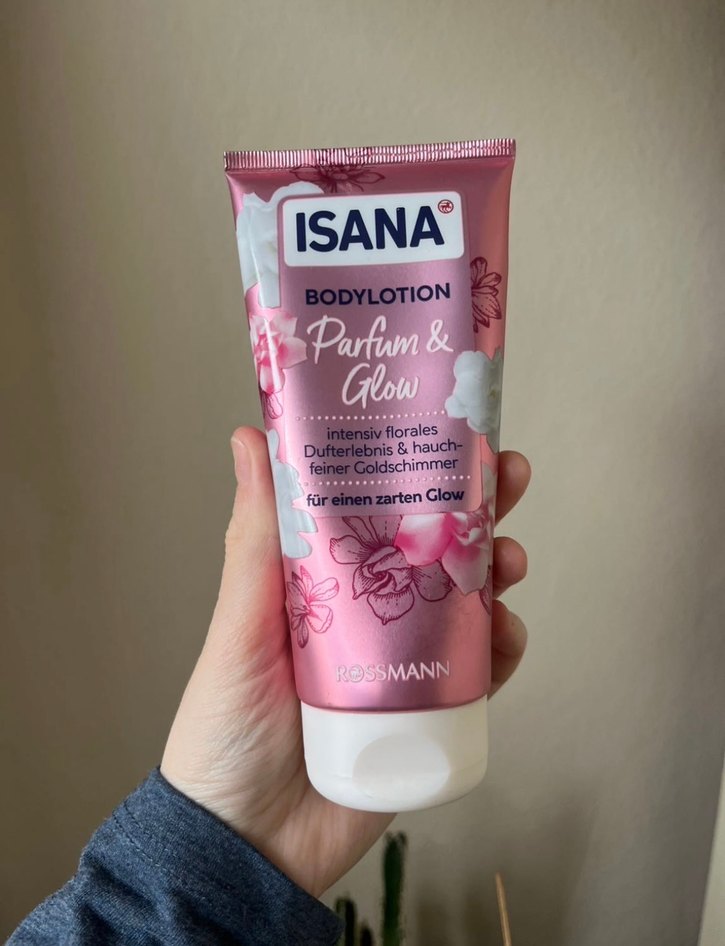 ISANA
BODYLOTION
Parfum &
Glow
intensiv florales
Dufterlebnis & hauch-
feiner Goldschimmer
für einen zarten Glow
ROSSMANN